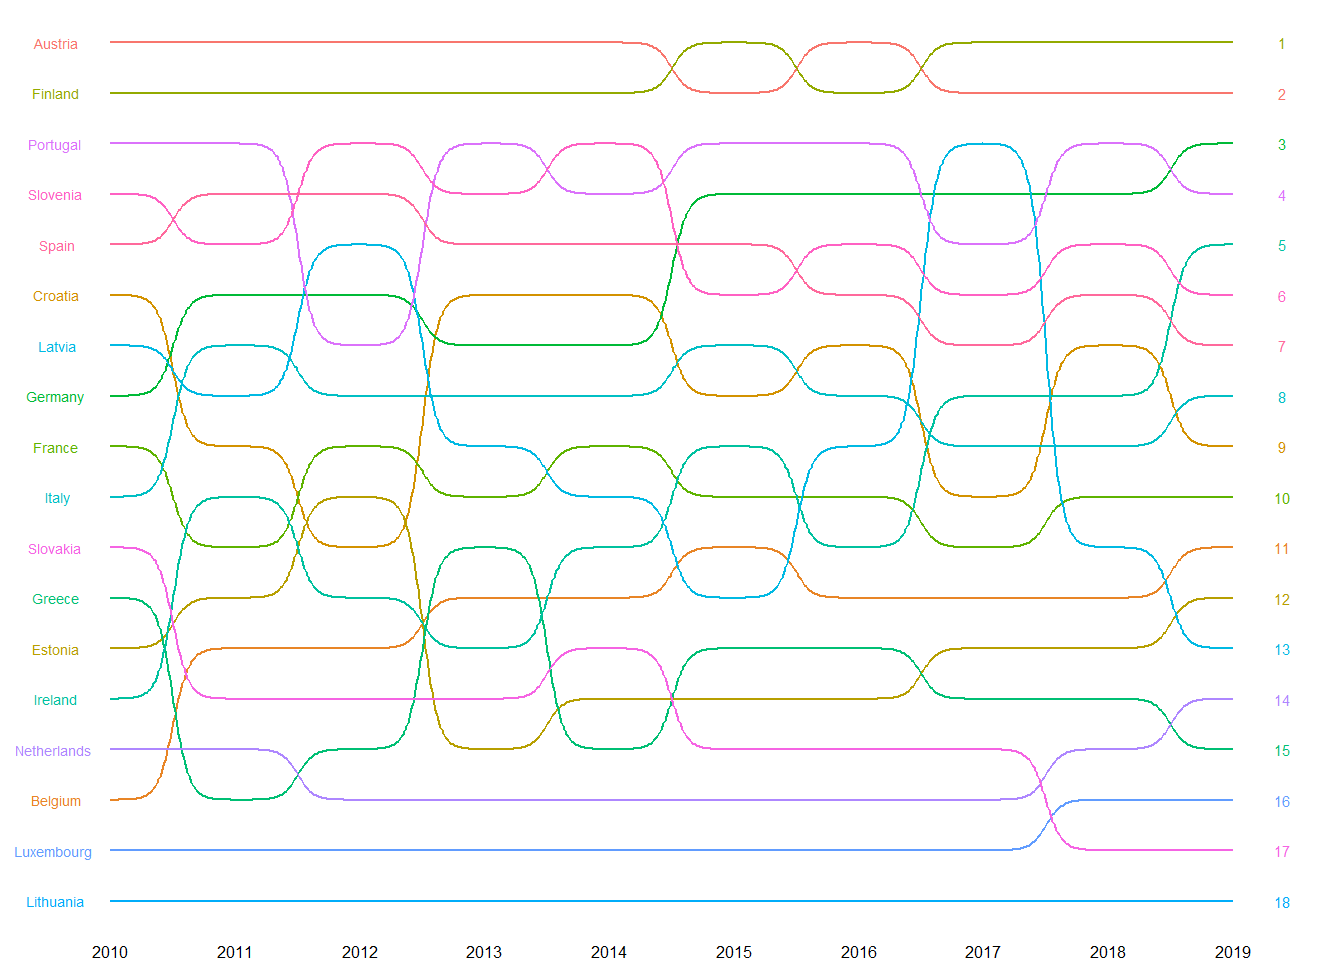 Austria 1
Finland 2
Portugal 3
Slovenia 4
Spain 5
Croatia 6
Latvia 7
Germany 8
France 9
Italy 10
Slovakia 11
Greece 12
Estonia 13
Ireland 14
Netherlands 15
Belgium 16
Luxembourg 17
Lithuania 18
2010 2011 2012 2013 2014 2015 2016 2017 2018 2019